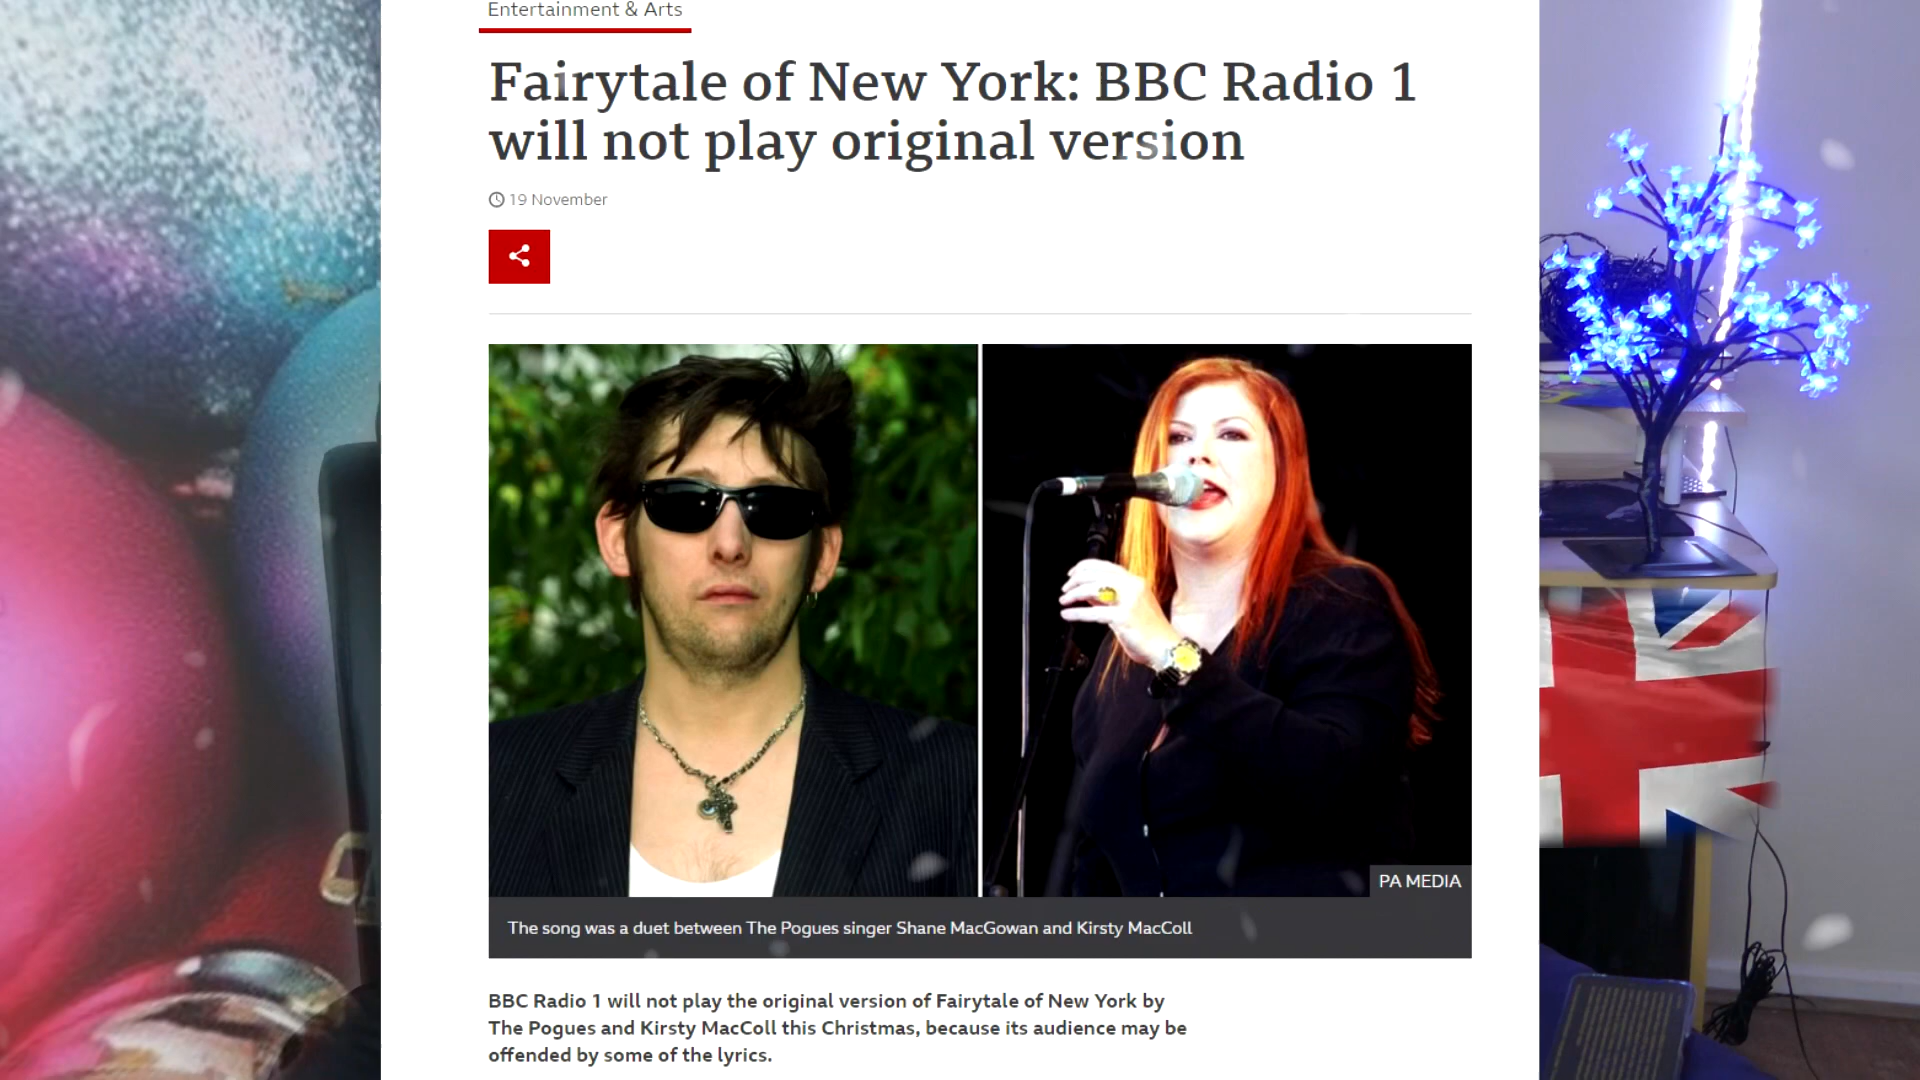 Entertainment & Arts
Fairytale of New York: BBC Radio 1
will not play original version
19 November
PA MEDIA
The song was a duet between The Pogues singer Shane MacGowan and Kirsty MacColl
BBC Radio 1 will not play the original version of Fairytale of New York by
The Pogues and Kirsty MacColl this Christmas, because its audience may be
offended by some of the lyrics.